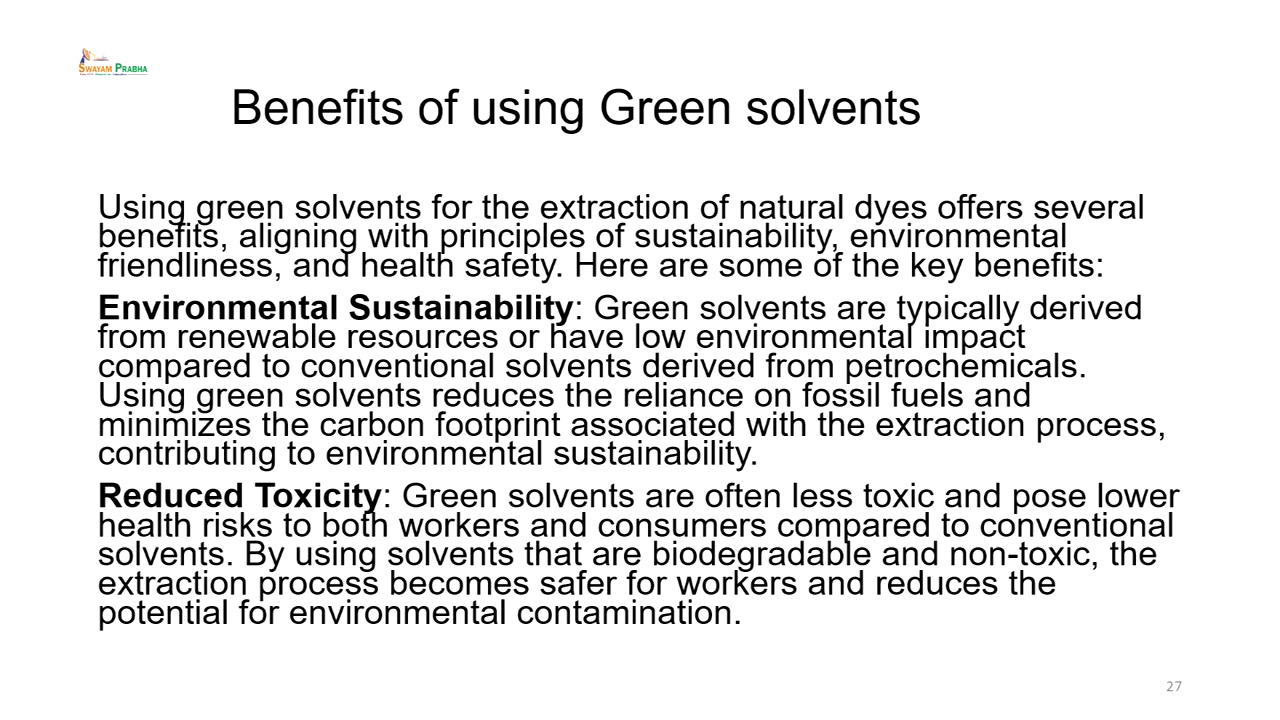 SWAYAM PRABHA
Benefits of using Green solvents
Using green solvents for the extraction of natural dyes offers several
benefits, aligning with principles of sustainability, environmental
friendliness, and health safety. Here are some of the key benefits:
Environmental Sustainability: Green solvents are typically derived
from renewable resources or have low environmental impact
compared to conventional solvents derived from petrochemicals.
Using green solvents reduces the reliance on fossil fuels and
minimizes the carbon footprint associated with the extraction process,
contributing to environmental sustainability.
Reduced Toxicity: Green solvents are often less toxic and pose lower
health risks to both workers and consumers compared to conventional
solvents. By using solvents that are biodegradable and non-toxic, the
extraction process becomes safer for workers and reduces the
potential for environmental contamination.
27